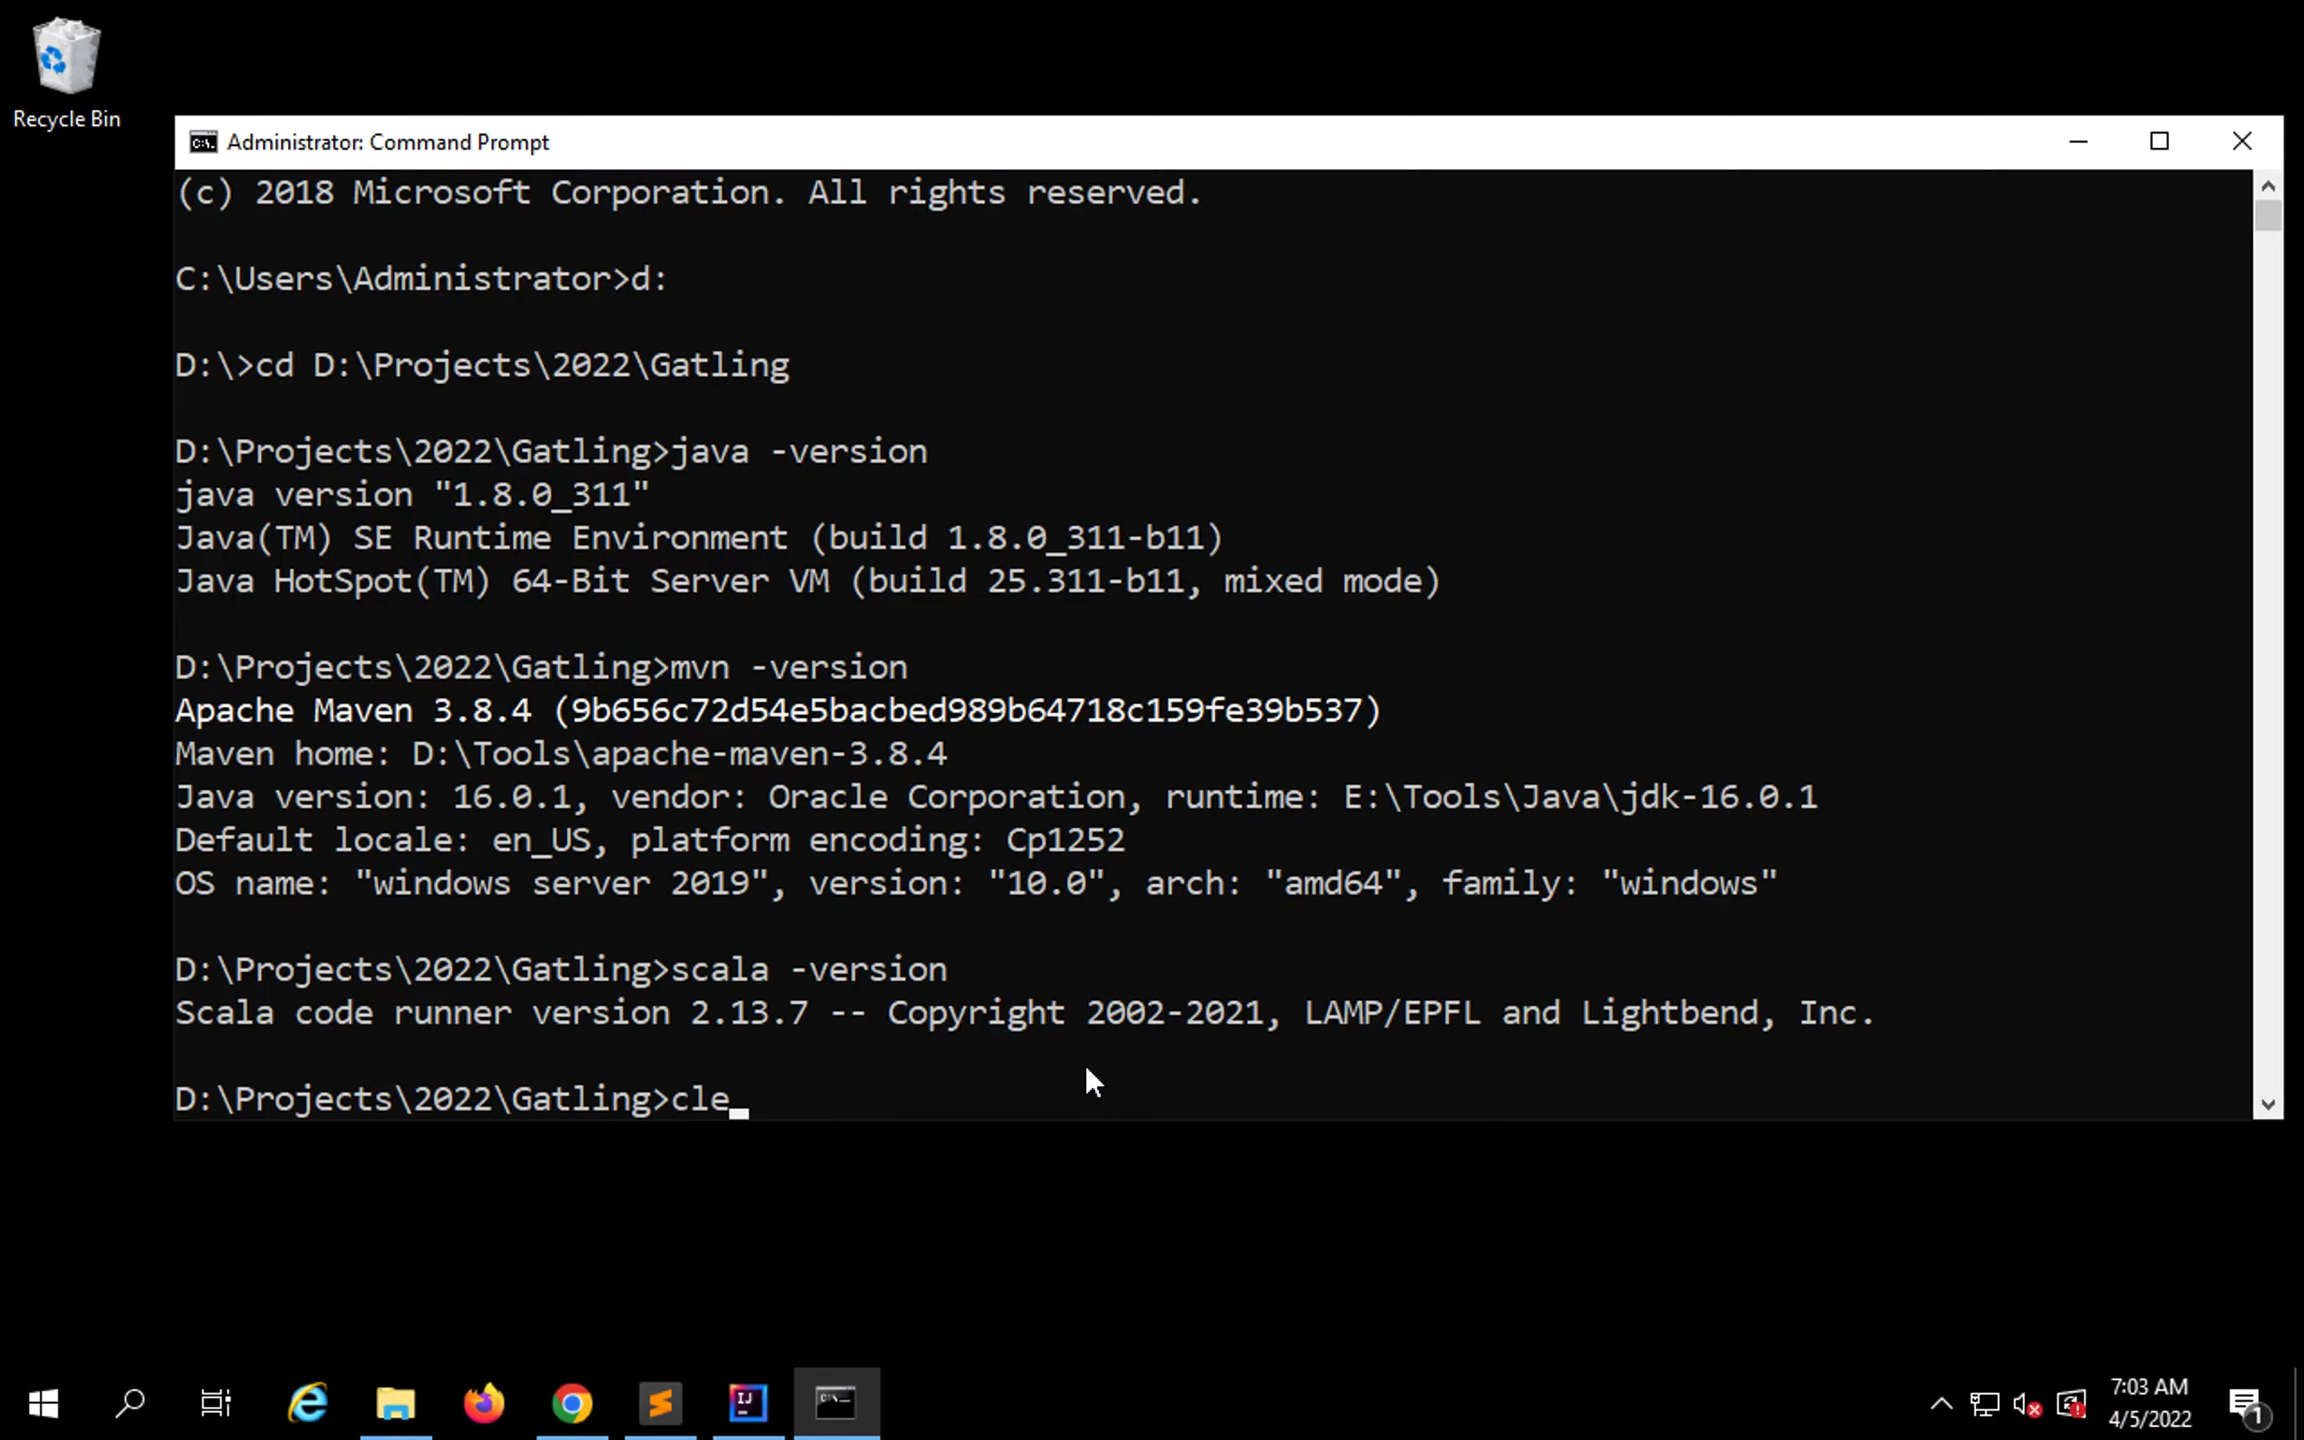 Recycle Bin
Administrator: Command Prompt
(c) 2018 Microsoft Corporation. All rights reserved.
C:\Users\Administrator>d:
D:\>cd D:\Projects\2022\Gatling
D:\Projects\2022\Gatling>java -version
java version "1.8.0_311"
Java(TM) SE Runtime Environment (build 1.8.0_311-b11)
Java HotSpot(TM) 64-Bit Server VM (build 25.311-b11, mixed mode)
D:\Projects\2022\Gatling>mvn -version
Apache Maven 3.8.4 (9b656c72d54e5bacbed989b64718c159fe39b537)
Maven home: D:\Tools\apache-maven-3.8.4
Java version: 16.0.1, vendor: Oracle Corporation, runtime: E:\Tools\Java\jdk-16.0.1
Default locale: en_US, platform encoding: Cp1252
OS name: "windows server 2019", version: "10.0", arch: "amd64", family: "windows"
D:\Projects\2022\Gatling>scala -version
Scala code runner version 2.13.7 -- Copyright 2002-2021, LAMP/EPFL and Lightbend, Inc.
D:\Projects\2022\Gatling>cle
7:03 AM
4/5/2022
1